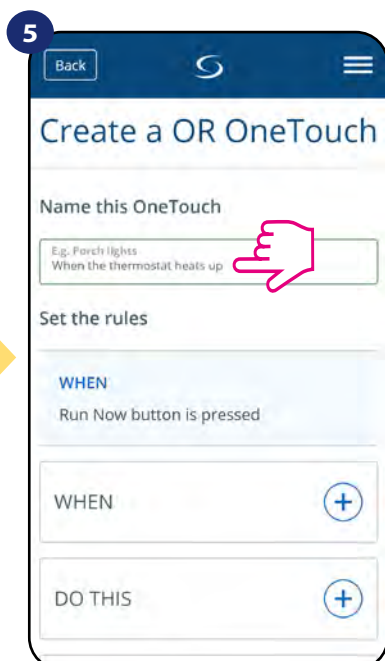 5
Back
Create a OR OneTouch
Name this OneTouch
E.g. Porch lights
When the thermostat heats up
Set the rules
WHEN
Run Now button is pressed
WHEN
DO THIS